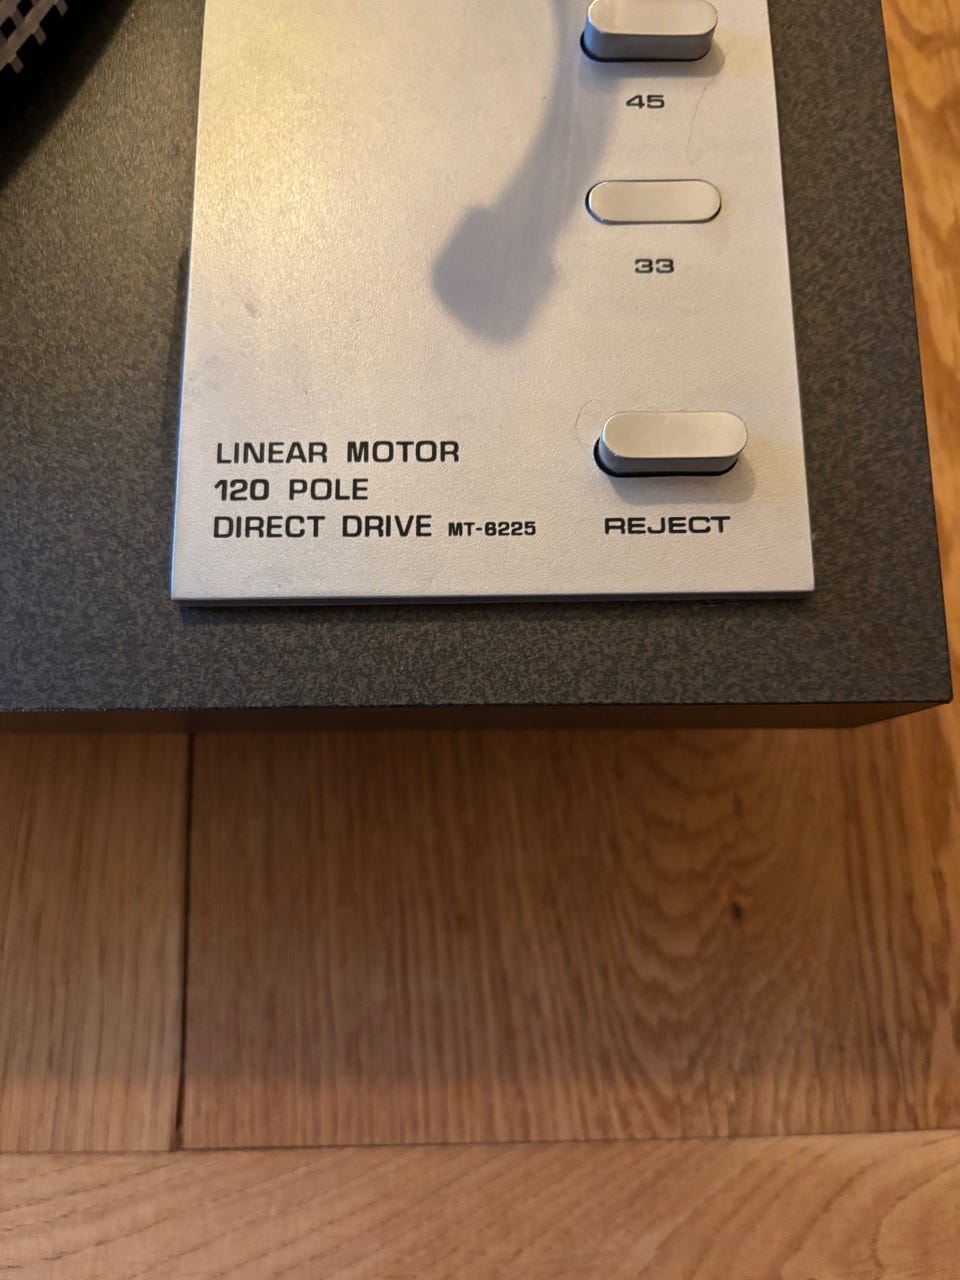 45
33
LINEAR MOTOR
120 POLE
DIRECT DRIVE MT-6225
REJECT